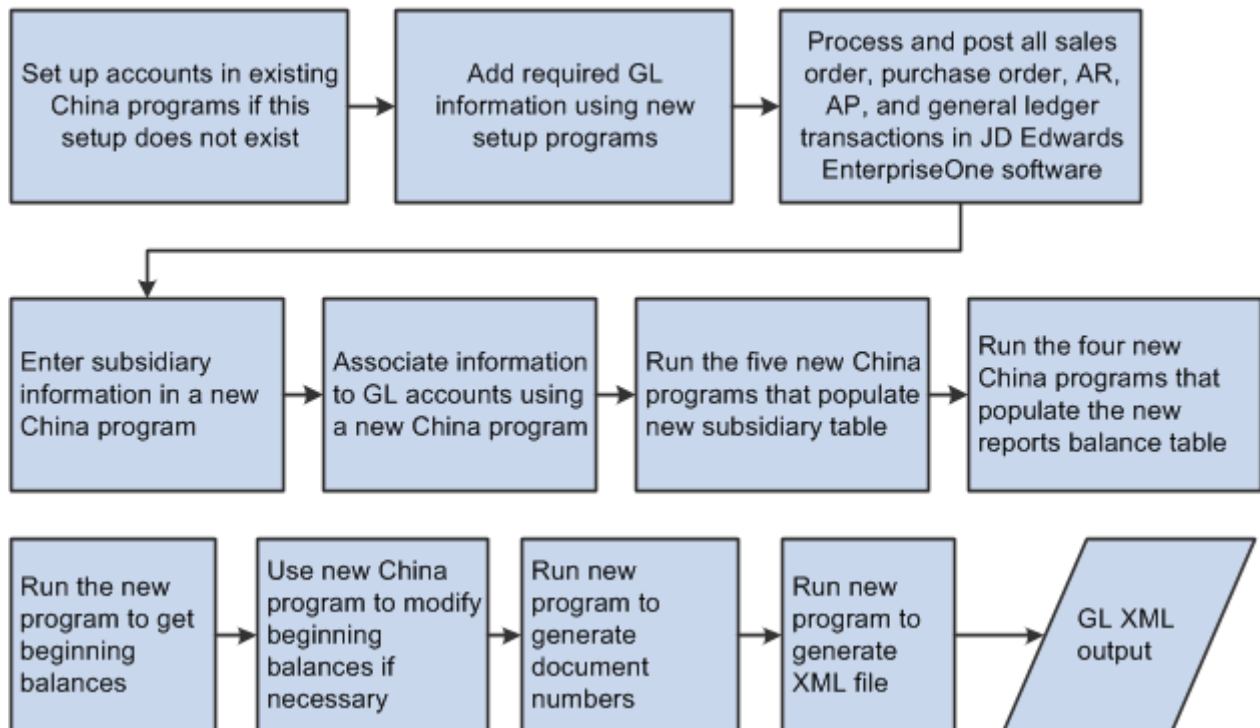 Set up accounts in existing
China programs if this
setup does not exist
Add required GL
information using new
setup programs
Process and post all sales
order, purchase order, AR,
AP, and general ledger
transactions in JD Edwards
EnterpriseOne software
Enter subsidiary
information in a new
China program
Associate information
to GL accounts using
a new China program
Run the five new China
programs that populate
new subsidiary table
Run the four new
China programs that
populate the new
reports balance table
Run the new
program to get
beginning
balances
Use new China
program to modify
beginning
balances if
necessary
Run new
program to
generate
document
numbers
Run new
program to
generate
XML file
GL XML
output